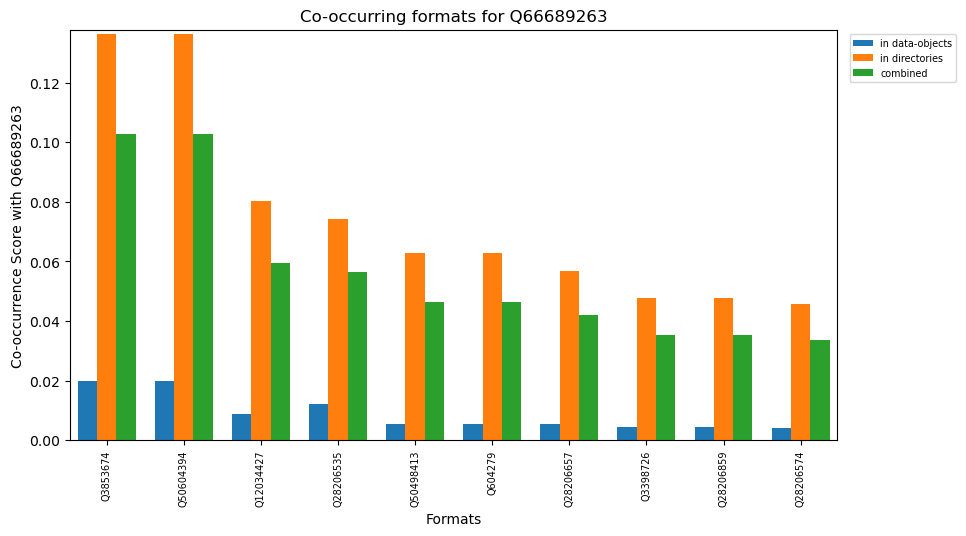 Co-occurring formats for Q66689263
in data-objects
in directories
combined
Co-occurrence Score with Q66689263
0.12
0.10
0.08
0.06
0.04
0.02
0.00
Q3853674
Q50604394
Q12034427
Q28206535
Q50498413
Q604279
Q28206657
Q3398726
Q28206859
Q28206574
Formats